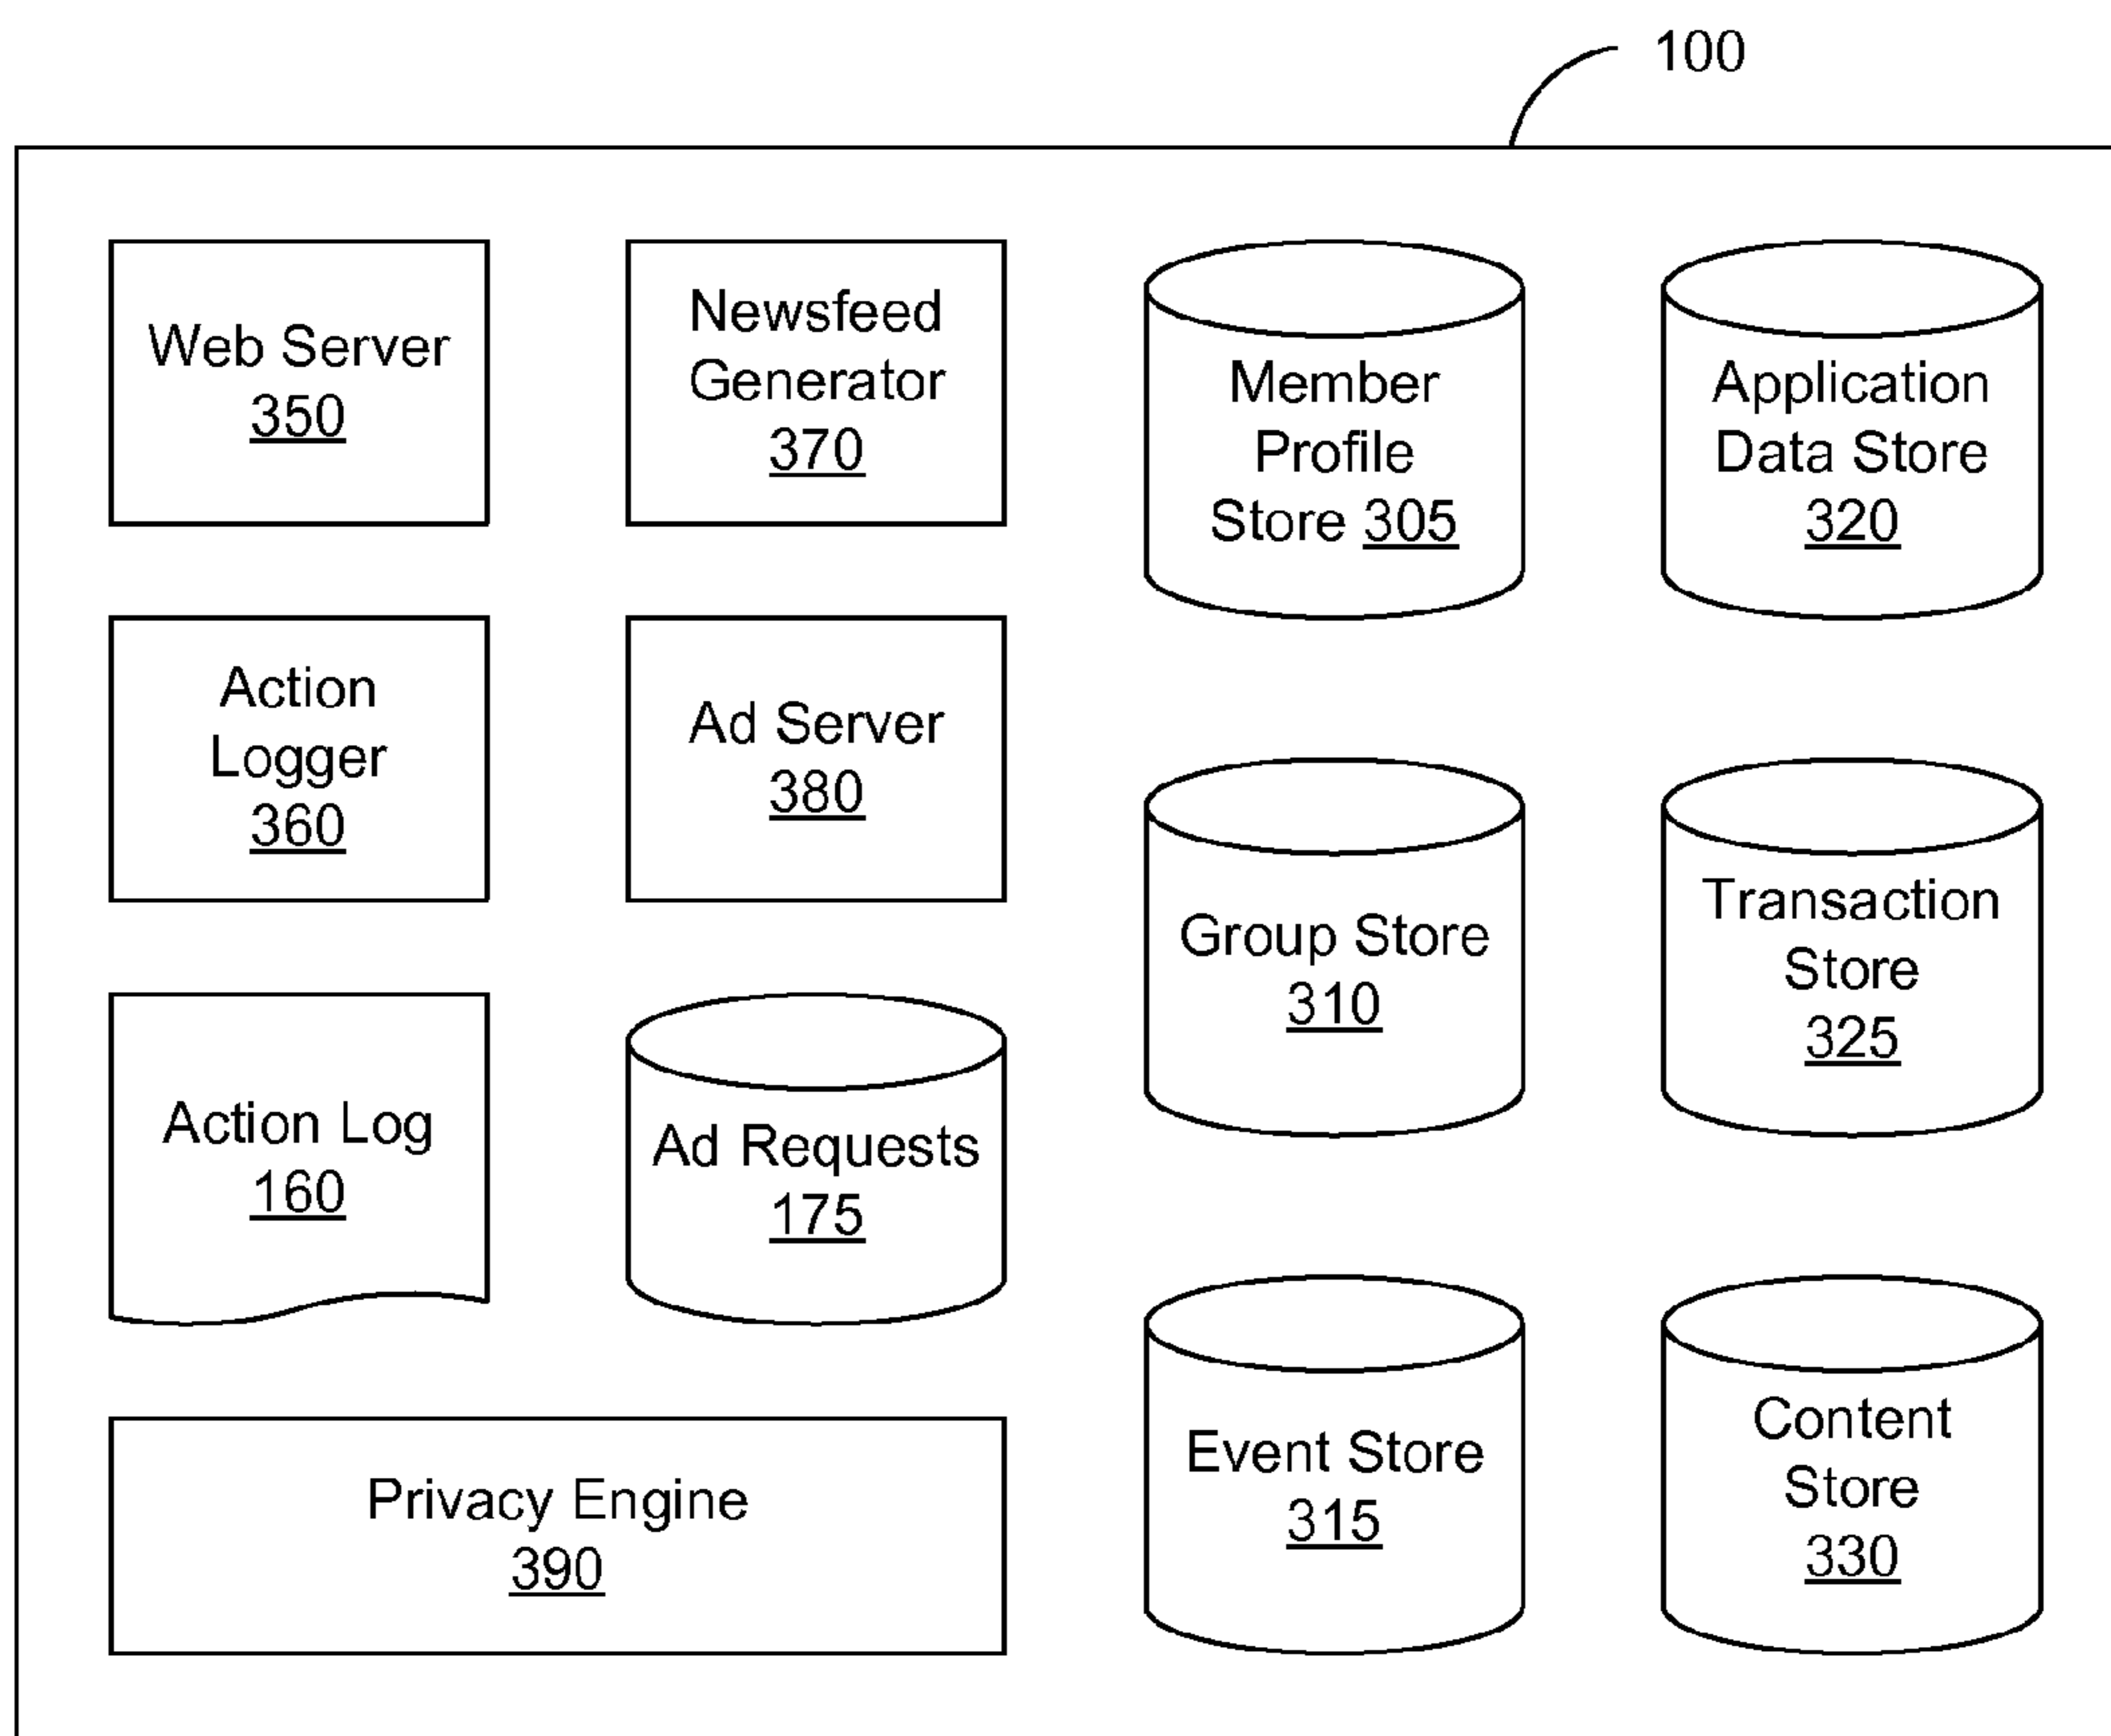 100
Web Server
350
Newsfeed
Generator
370
Member
Profile
Store 305
Application
Data Store
320
Action
Logger
360
Ad Server
380
Group Store
310
Transaction
Store
325
Action Log
160
Ad Requests
175
Event Store
315
Content
Store
330
Privacy Engine
390